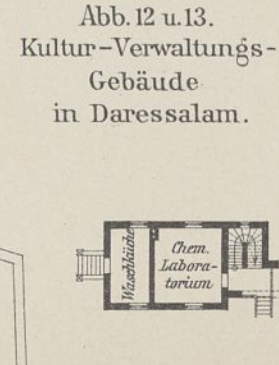 Abb. 12 u. 13.
Kultur-Verwaltungs-
Gebäude
in Daressalam.
Waschküche
Chem.
Labora-
torium